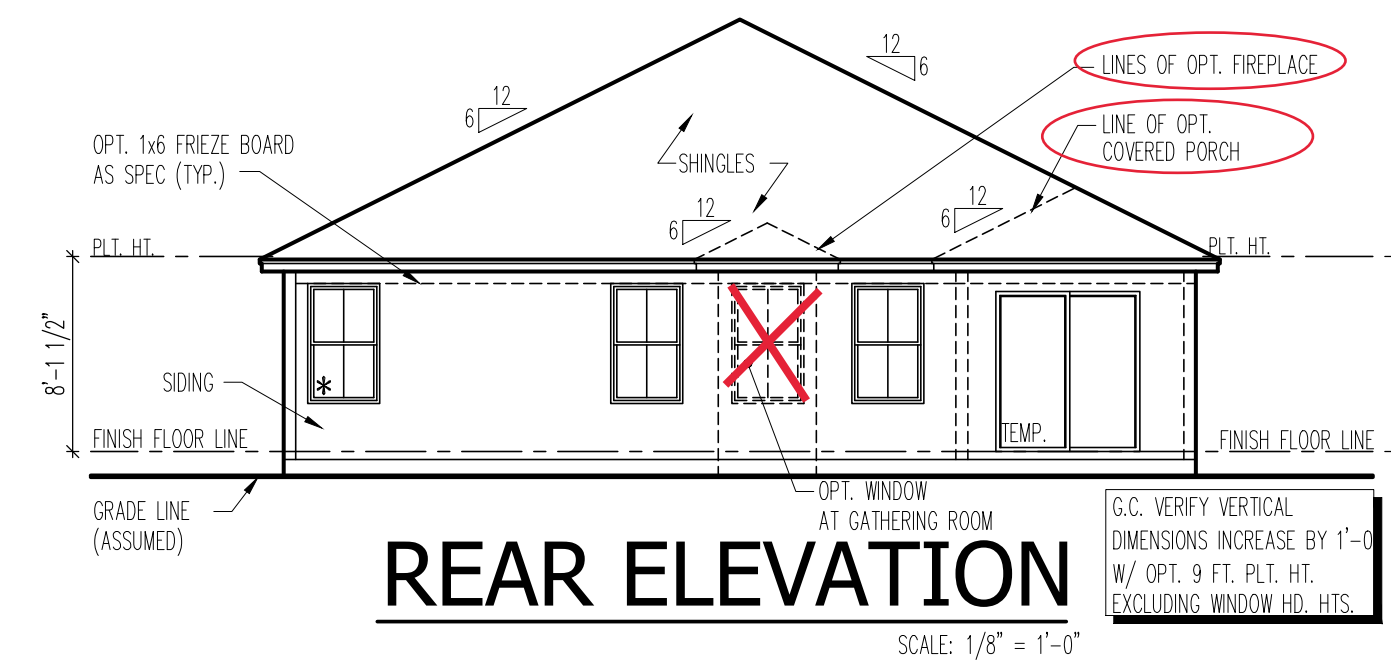 12
6
LINES OF OPT. FIREPLACE
6
12
OPT. 1x6 FRIEZE BOARD
AS SPEC (TYP.)
LINE OF OPT.
COVERED PORCH
SHINGLES
6
12
6
12
PLT. HT.
PLT. HT.
8'-1 1/2"
SIDING
*
TEMP.
FINISH FLOOR LINE
FINISH FLOOR LINE
GRADE LINE
(ASSUMED)
OPT. WINDOW
AT GATHERING ROOM
G.C. VERIFY VERTICAL
DIMENSIONS INCREASE BY 1'-0
W/ OPT. 9 FT. PLT. HT.
EXCLUDING WINDOW HD. HTS.
REAR ELEVATION
SCALE: 1/8" = 1'-0"